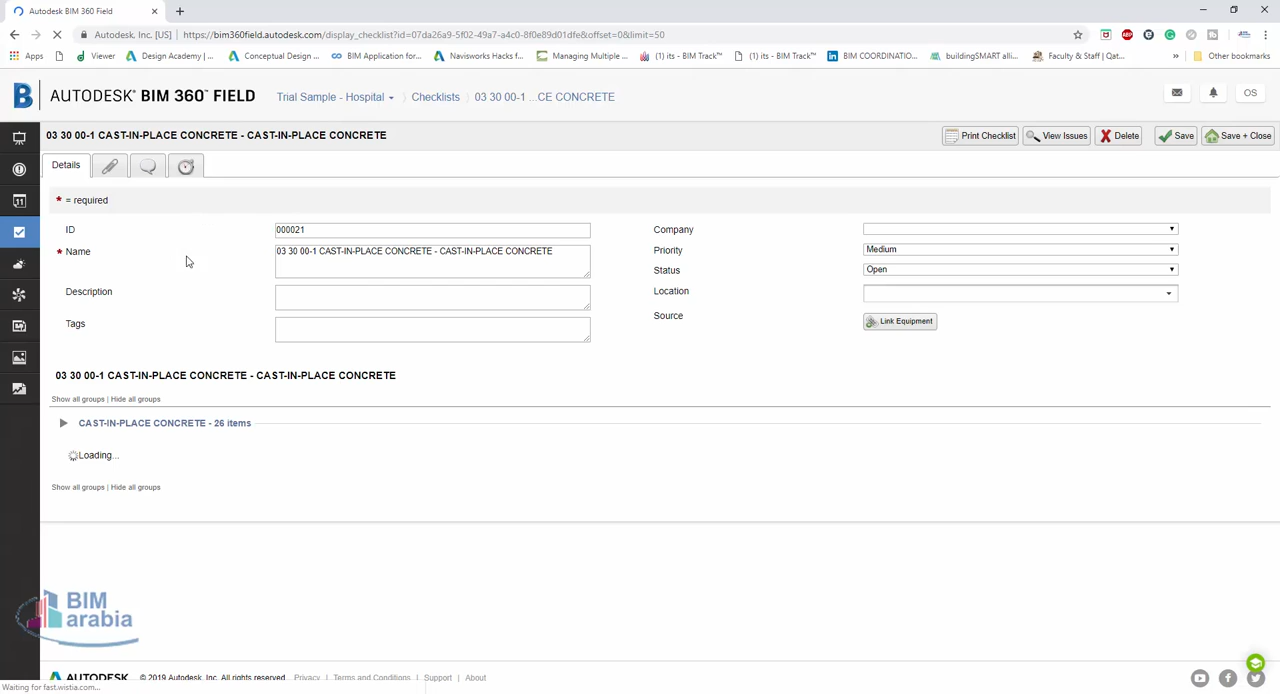 Autodesk BIM 360 Field
Autodesk, Inc. [US] | https://bim360field.autodesk.com/display_checklist?id=07da26a9-5f02-49a7-a4c0-8f0e89d01dfe&offset=0&limit=50
Apps Viewer Design Academy |... Conceptual Design ... BIM Application for... Navisworks Hacks f... Managing Multiple ... (1) its - BIM Track™ (1) its - BIM Track™ BIM COORDINATIO... buildingSMART alli... Faculty & Staff | Qat... » Other bookmarks
AUTODESK® BIM 360™ FIELD Trial Sample - Hospital Checklists 03 30 00-1 ...CE CONCRETE OS
03 30 00-1 CAST-IN-PLACE CONCRETE - CAST-IN-PLACE CONCRETE Print Checklist View Issues Delete Save Save + Close
Details
* = required
ID 000021 Company
* Name 03 30 00-1 CAST-IN-PLACE CONCRETE - CAST-IN-PLACE CONCRETE Priority Medium
Status Open
Description Location
Tags Source Link Equipment
03 30 00-1 CAST-IN-PLACE CONCRETE - CAST-IN-PLACE CONCRETE
Show all groups | Hide all groups
CAST-IN-PLACE CONCRETE - 26 items
Loading...
Show all groups | Hide all groups
BIM
arabia
AUTODESK © 2019 Autodesk, Inc. All rights reserved Privacy | Terms and Conditions | Support | About
Waiting for fast.wistia.com...